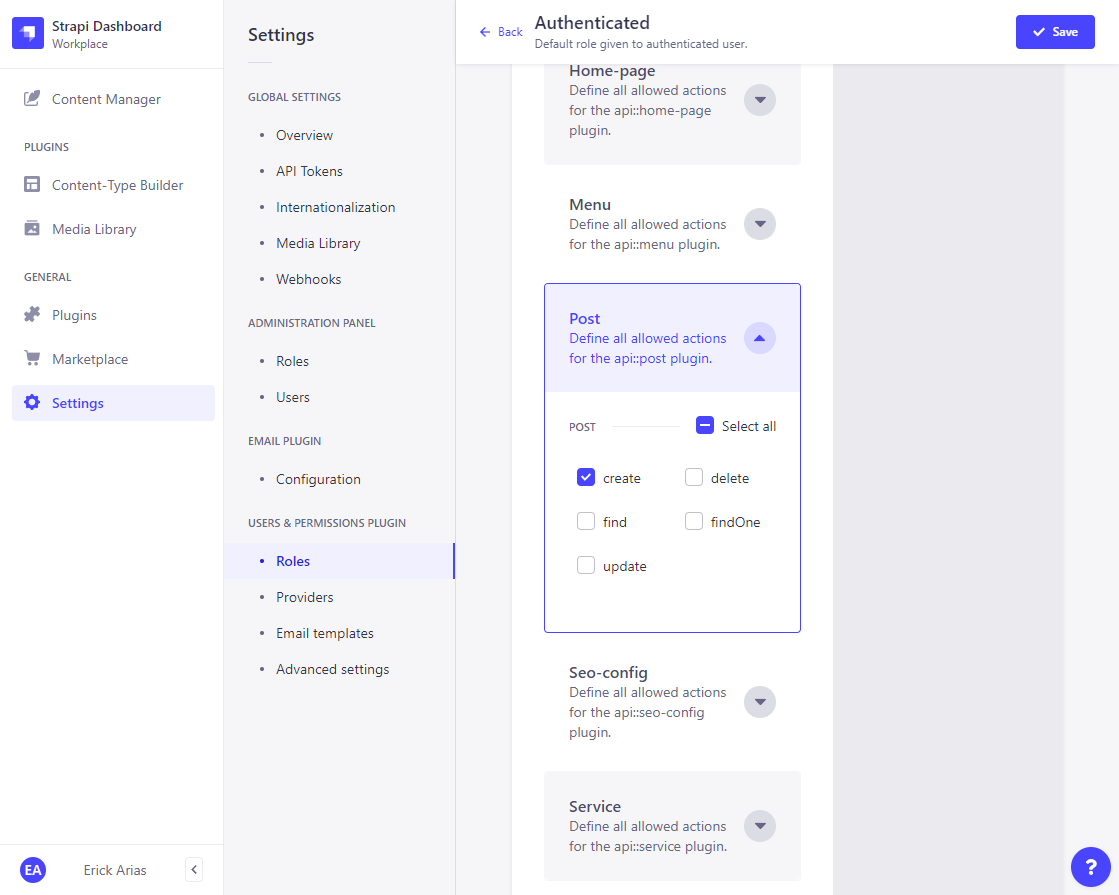 Strapi Dashboard
Workplace
Content Manager
PLUGINS
Content-Type Builder
Media Library
GENERAL
Plugins
Marketplace
Settings
EA
Erick Arias
Settings
GLOBAL SETTINGS
Overview
API Tokens
Internationalization
Media Library
Webhooks
ADMINISTRATION PANEL
Roles
Users
EMAIL PLUGIN
Configuration
USERS & PERMISSIONS PLUGIN
Roles
Providers
Email templates
Advanced settings
Back
Authenticated
Default role given to authenticated user.
Save
Home-page
Define all allowed actions
for the api::home-page
plugin.
Menu
Define all allowed actions
for the api::menu plugin.
Post
Define all allowed actions
for the api::post plugin.
POST
Select all
create
delete
find
findOne
update
Seo-config
Define all allowed actions
for the api::seo-config
plugin.
Service
Define all allowed actions
for the api::service plugin.
?